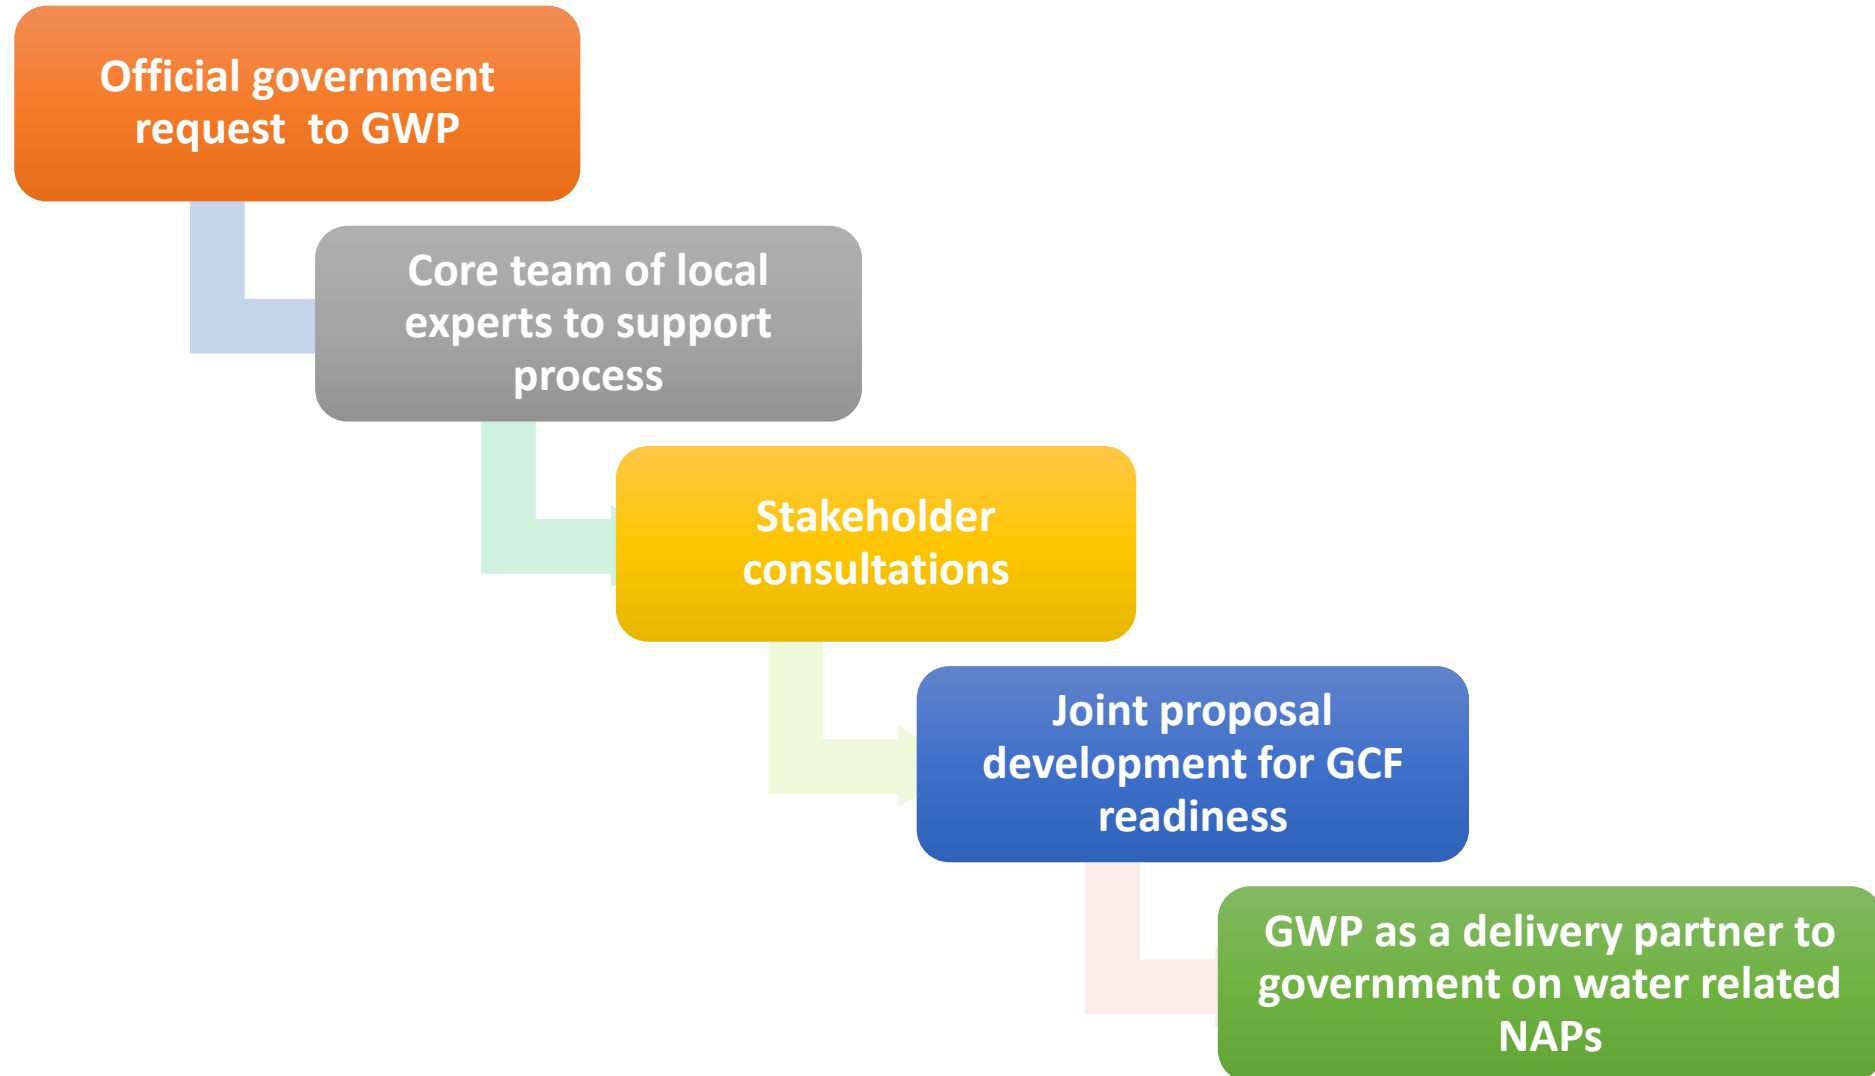 Official government
request to GWP
Core team of local
experts to support
process
Stakeholder
consultations
Joint proposal
development for GCF
readiness
GWP as a delivery partner to
government on water related
NAPs